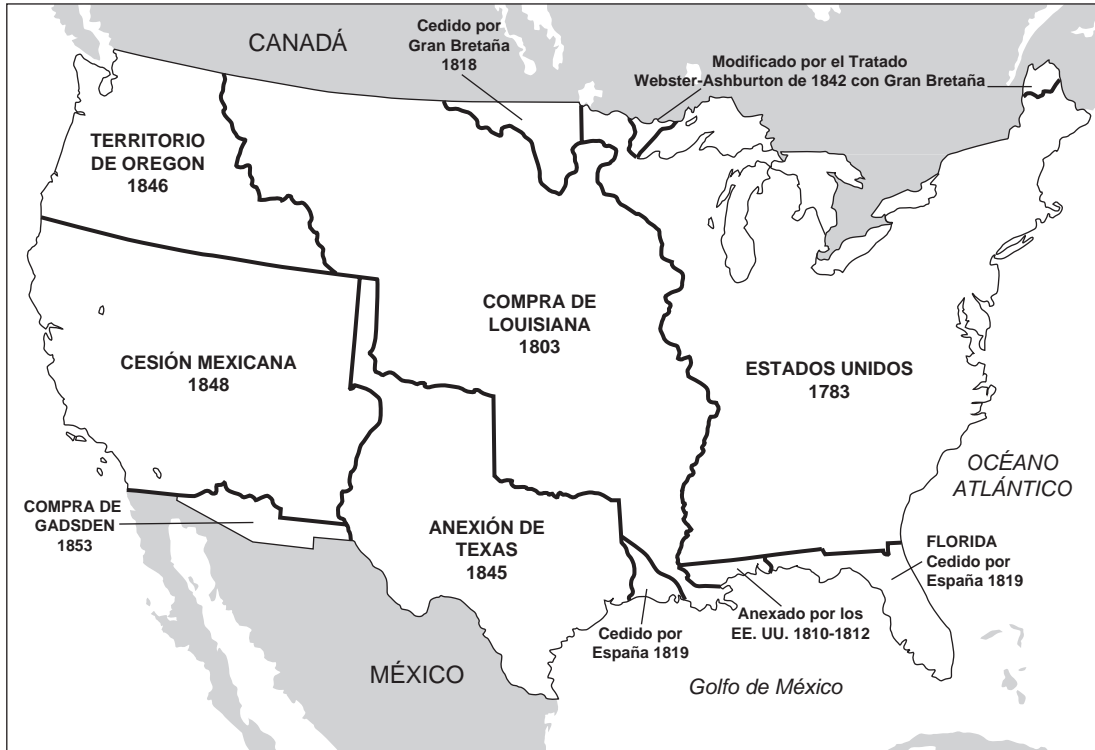 CANADÁ
Cedido por
Gran Bretaña
1818
Modificado por el Tratado
Webster-Ashburton de 1842 con Gran Bretaña
TERRITORIO
DE OREGON
1846
COMPRA DE
LOUISIANA
1803
CESIÓN MEXICANA
1848
ESTADOS UNIDOS
1783
OCÉANO
ATLÁNTICO
COMPRA DE
GADSDEN
1853
ANEXIÓN DE
TEXAS
1845
FLORIDA
Cedido por
España 1819
Cedido por
España 1819
Anexado por los
EE. UU. 1810-1812
MÉXICO
Golfo de México